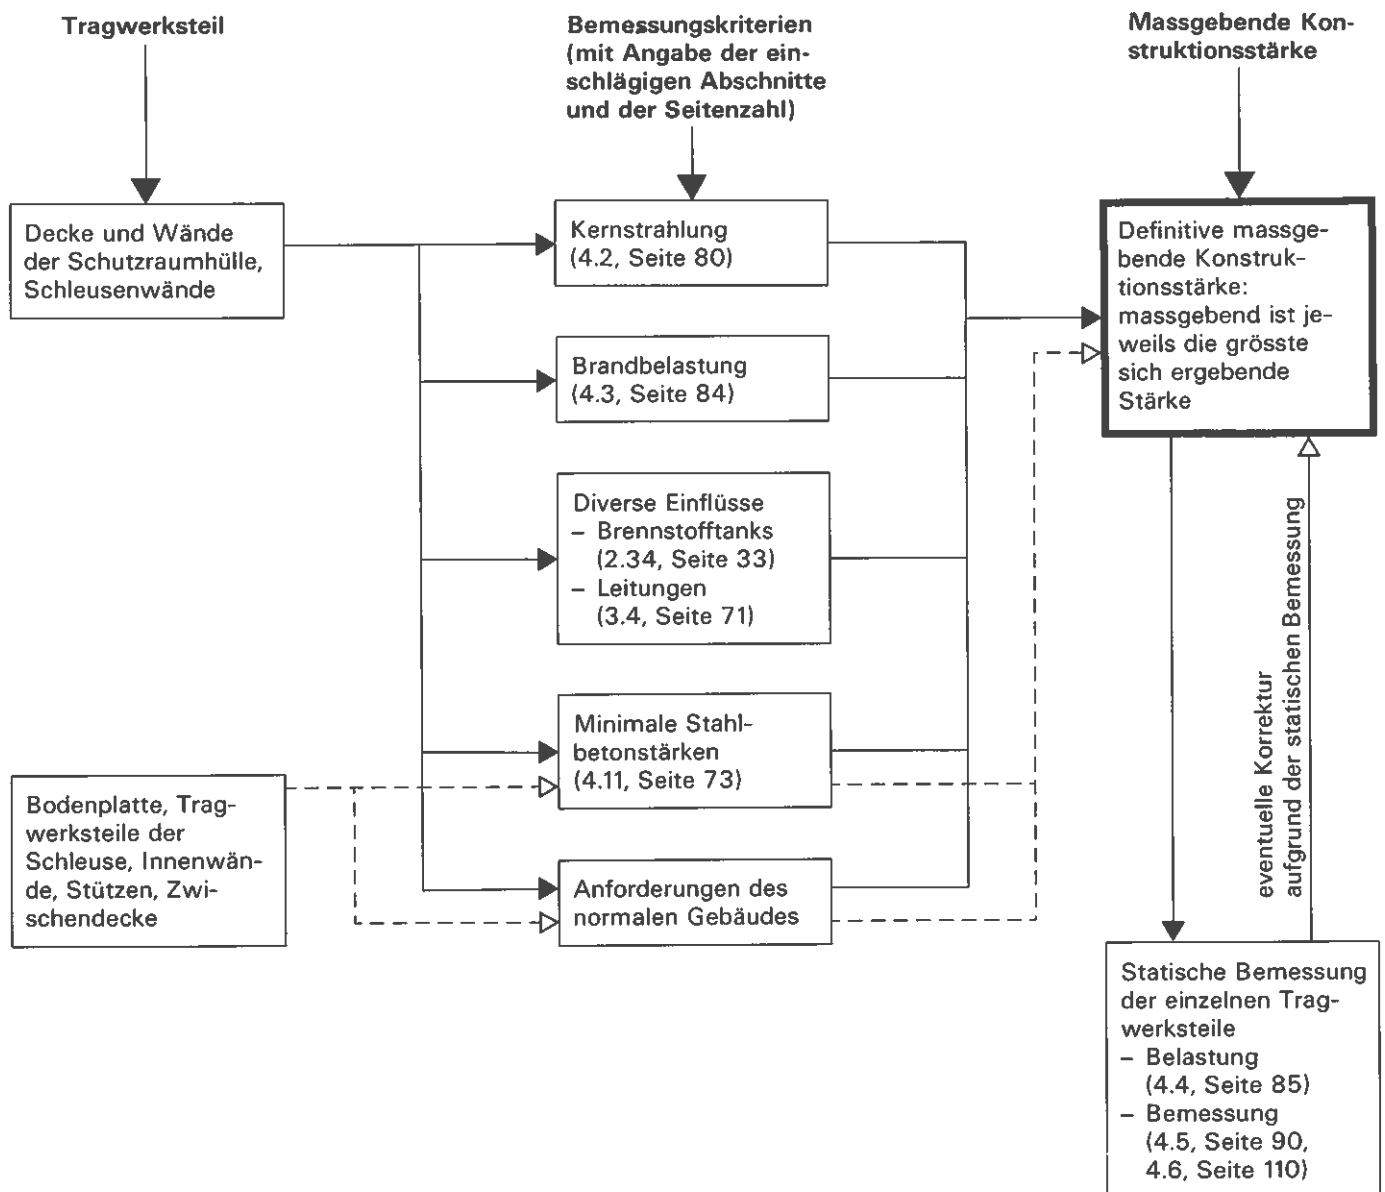 Tragwerksteil
Bemessungskriterien
(mit Angabe der ein-
schlägigen Abschnitte
und der Seitenzahl)
Massgebende Kon-
struktionsstärke
Decke und Wände
der Schutzraumhülle,
Schleusenwände
Kernstrahlung
(4.2, Seite 80)
Definitive massge-
bende Konstruk-
tionsstärke:
massgebend ist je-
weils die grösste
sich ergebende
Stärke
Brandbelastung
(4.3, Seite 84)
Diverse Einflüsse
– Brennstofftanks
(2.34, Seite 33)
– Leitungen
(3.4, Seite 71)
Minimale Stahl-
betonstärken
(4.11, Seite 73)
Bodenplatte, Trag-
werksteile der
Schleuse, Innenwän-
de, Stützen, Zwi-
schendecke
Anforderungen des
normalen Gebäudes
eventuelle Korrektur
aufgrund der statischen Bemessung
Statische Bemessung
der einzelnen Trag-
werksteile
– Belastung
(4.4, Seite 85)
– Bemessung
(4.5, Seite 90,
4.6, Seite 110)